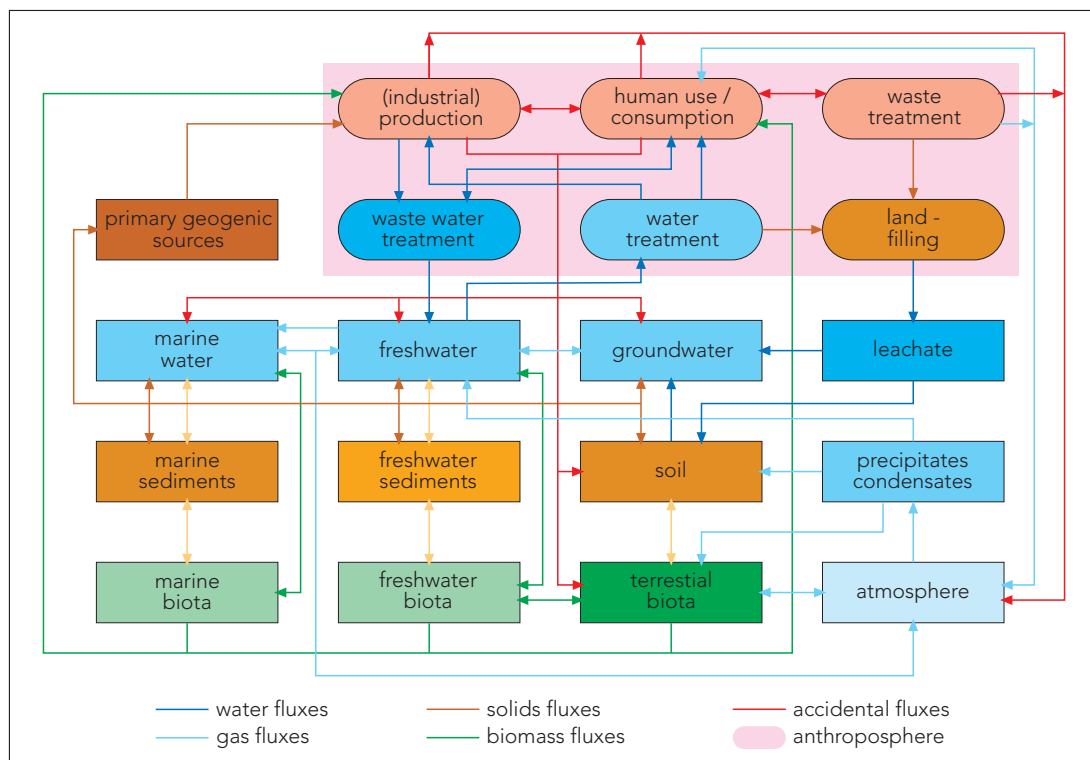 (industrial)
production
human use /
consumption
waste
treatment
primary geogenic
sources
waste water
treatment
water
treatment
land -
filling
marine
water
freshwater
groundwater
leachate
marine
sediments
freshwater
sediments
soil
precipitates
condensates
marine
biota
freshwater
biota
terrestial
biota
atmosphere
water fluxes
solids fluxes
accidental fluxes
gas fluxes
biomass fluxes
anthroposphere